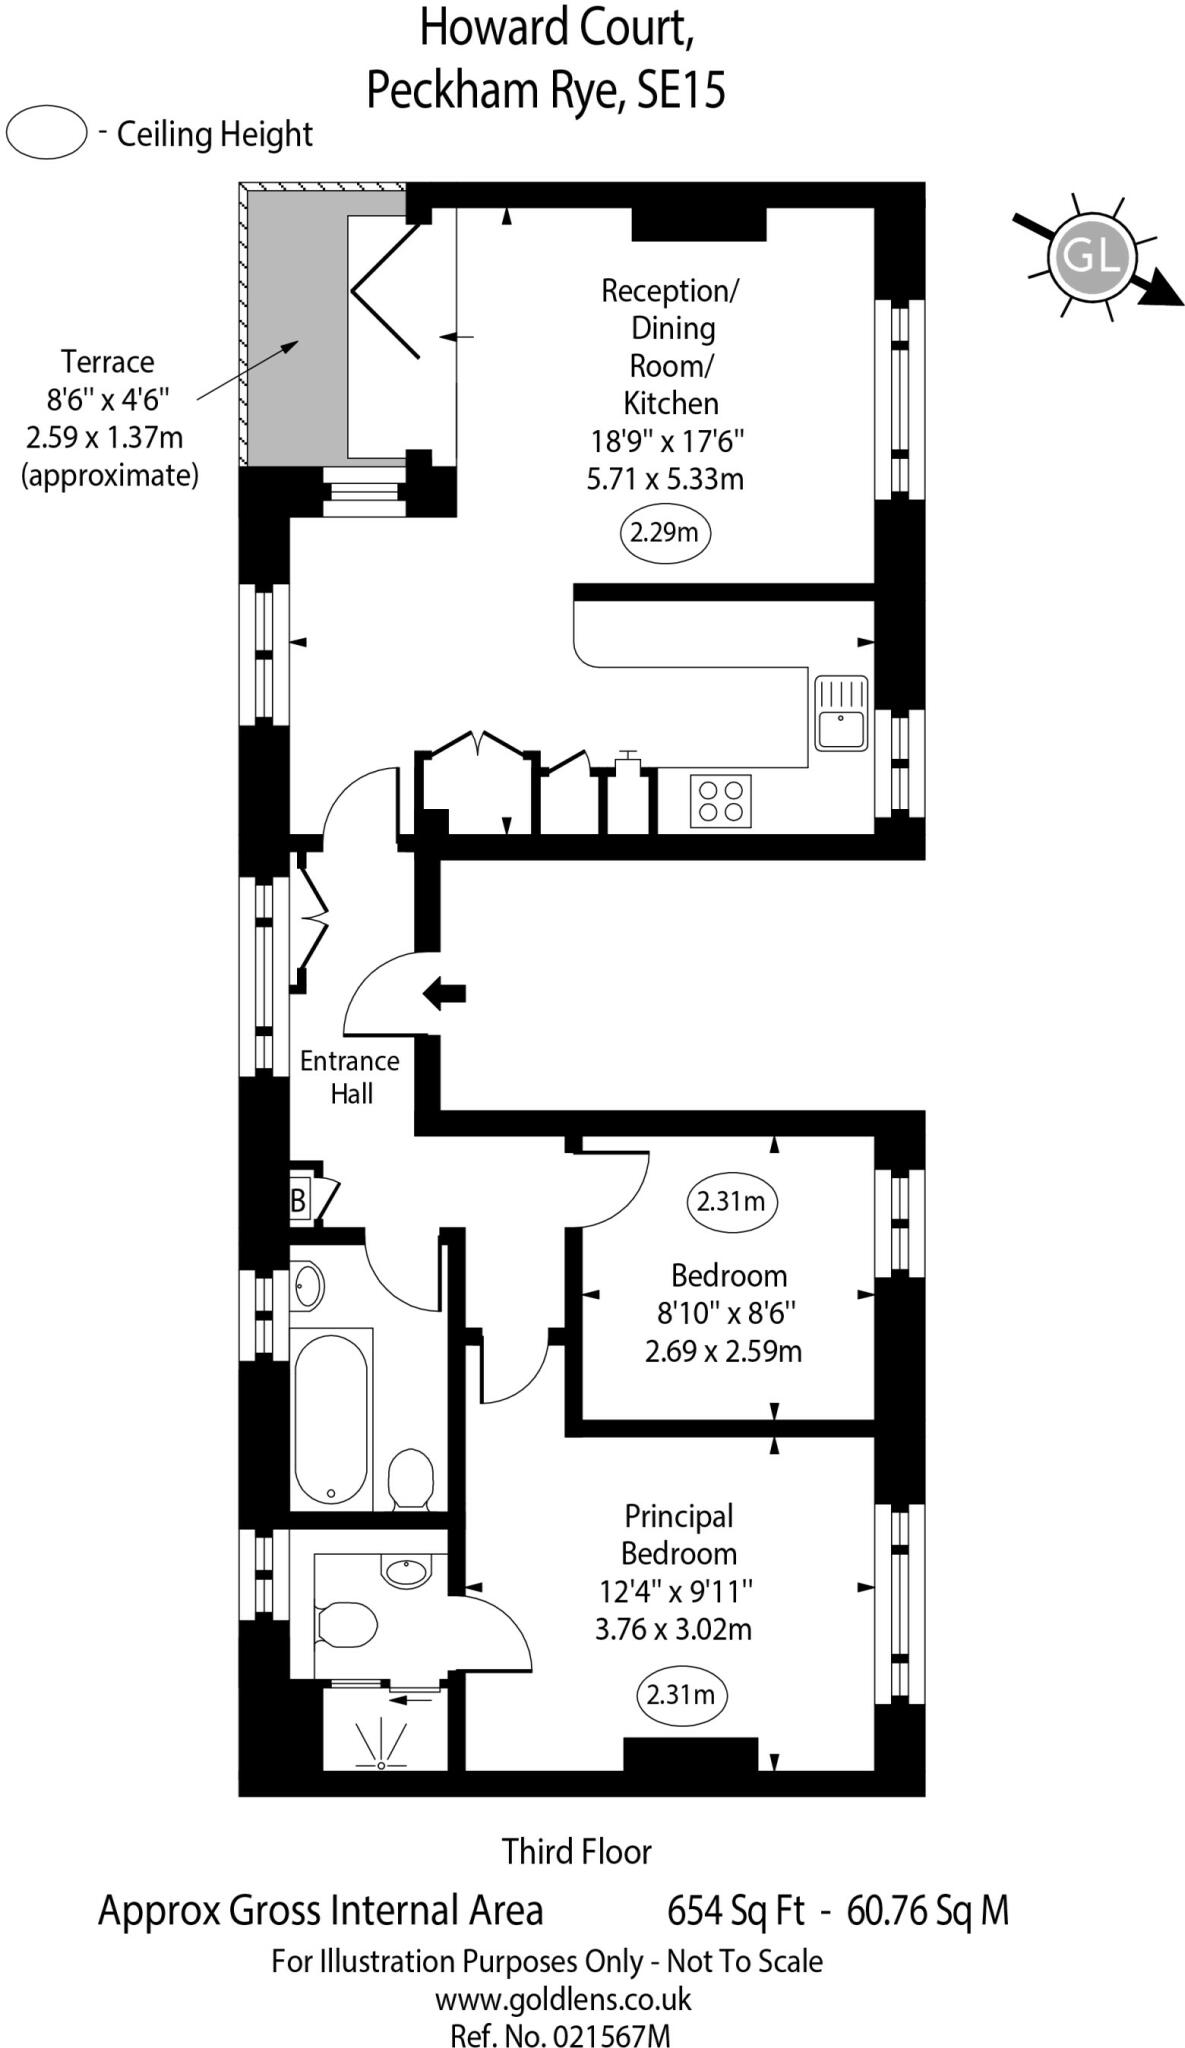 Howard Court,
Peckham Rye, SE15
- Ceiling Height
GL
Terrace
8'6" x 4'6"
2.59 x 1.37m
(approximate)
Reception/
Dining
Room/
Kitchen
18'9" x 17'6"
5.71 x 5.33m
2.29m
Entrance
Hall
B
2.31m
Bedroom
8'10" x 8'6"
2.69 x 2.59m
Principal
Bedroom
12'4" x 9'11"
3.76 x 3.02m
2.31m
Third Floor
Approx Gross Internal Area 654 Sq Ft - 60.76 Sq M
For Illustration Purposes Only - Not To Scale
www.goldlens.co.uk
Ref. No. 021567M